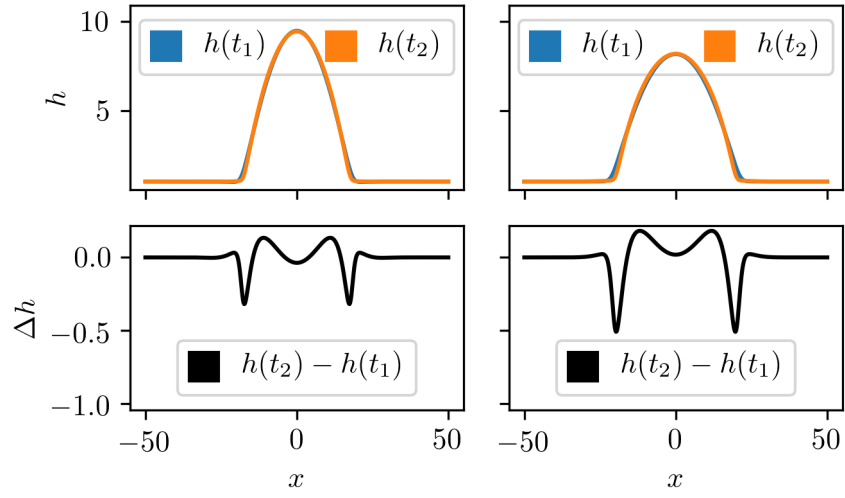 10
5
h
h(t₁) h(t₂)
h(t₁) h(t₂)
0.0
−0.5
−1.0
Δh
h(t₂) − h(t₁)
h(t₂) − h(t₁)
−50 0 50
−50 0 50
x
x